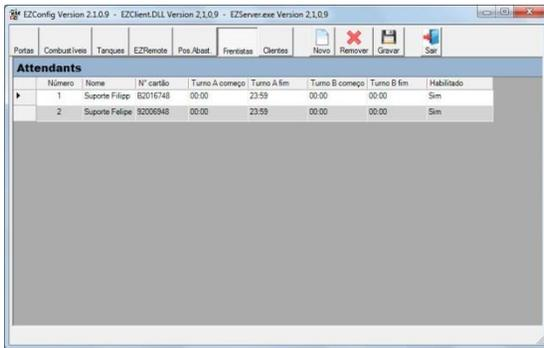 EZConfig Version 2.1.0.9 - EZClient.DLL Version 2,1,0,9 - EZServer.exe Version 2,1,0,9
Portas Combustíveis Tanques EZRemote Pos.Abast. Frentistas Clientes Novo Remover Gravar Sair
Attendants
Número Nome N° cartão Turno A começo Turno A fim Turno B começo Turno B fim Habilitado
1 Suporte Filipp B2016748 00:00 23:59 00:00 00:00 Sim
2 Suporte Felipe 92006948 00:00 23:59 00:00 00:00 Sim